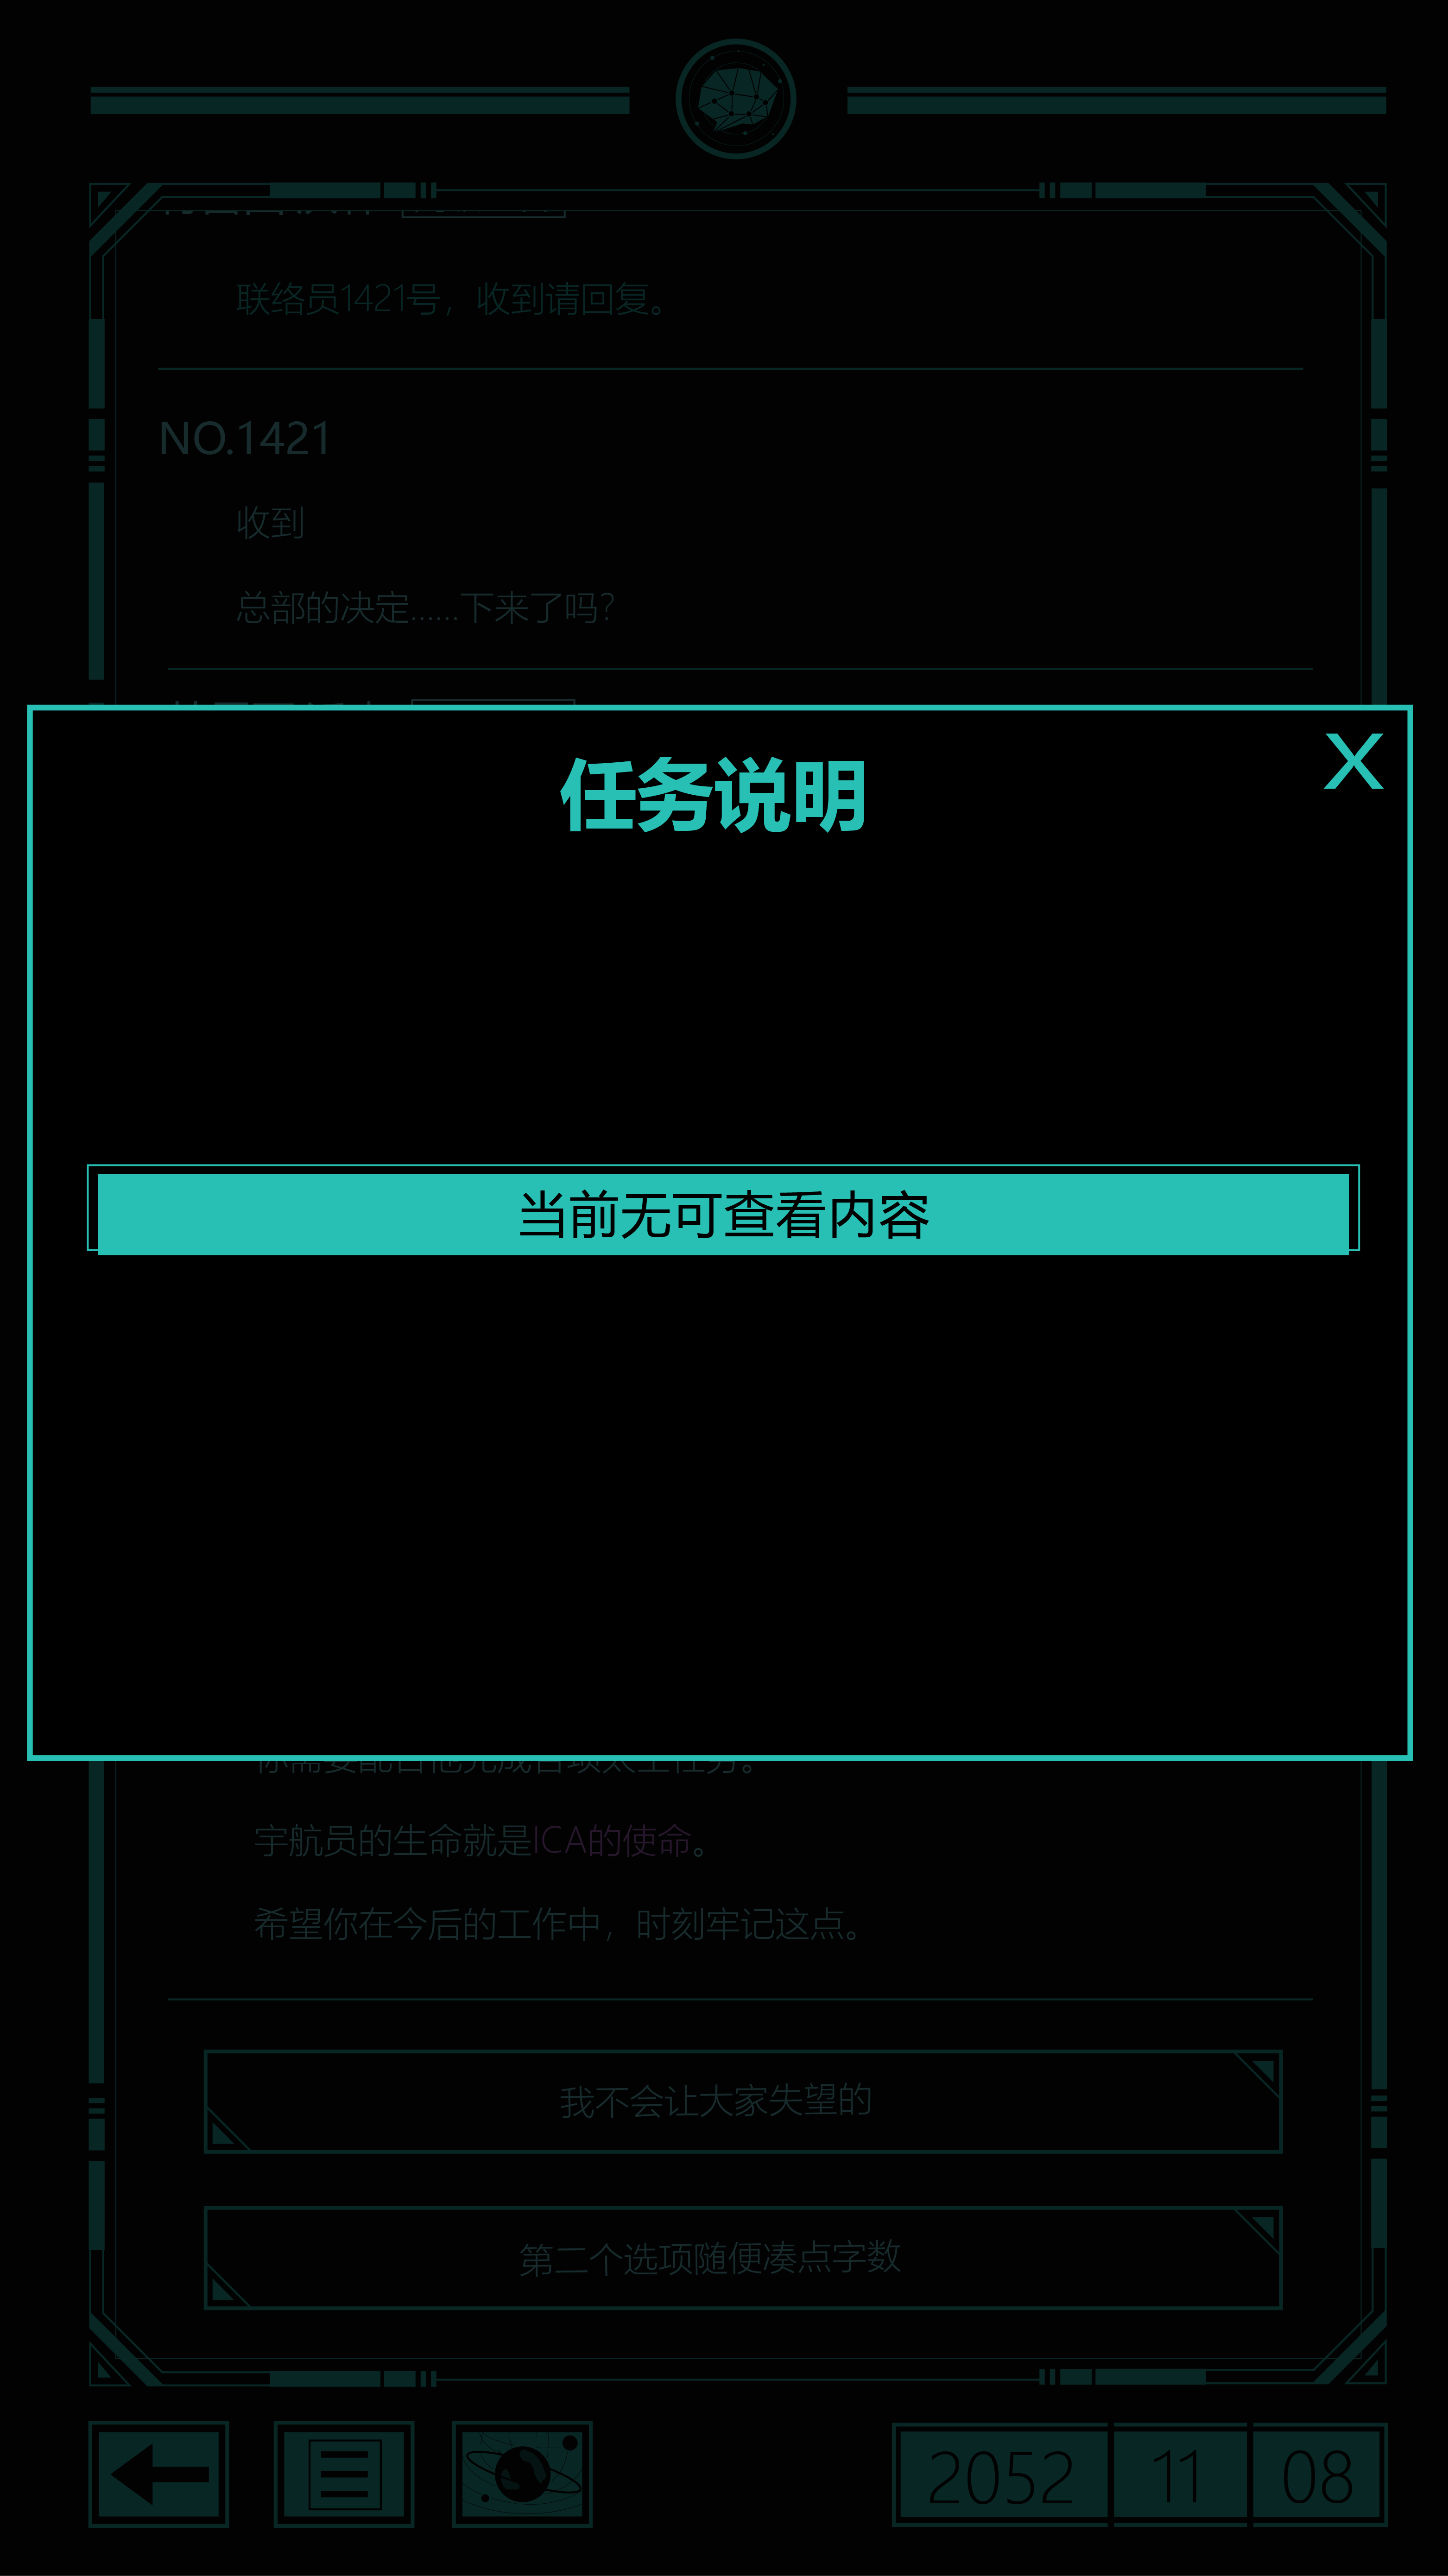 联络员1421号，收到请回复。
NO.1421
收到
总部的决定……下来了吗？
任务说明
X
当前无可查看内容
宇航员的生命就是ICA的使命。
希望你在今后的工作中，时刻牢记这点。
我不会让大家失望的
第二个选项随便凑点字数
2052 11 08